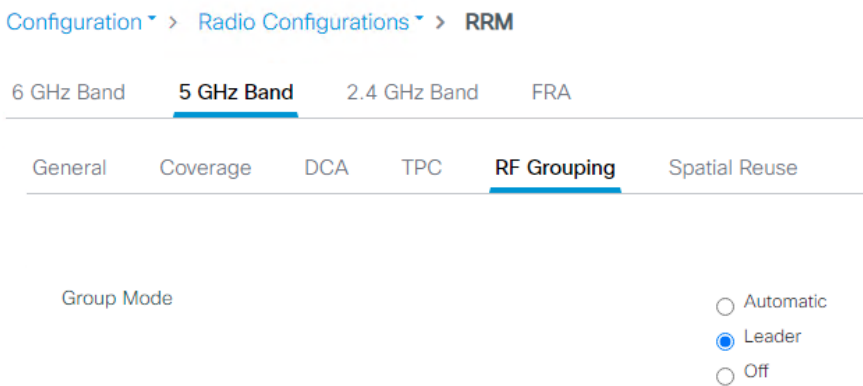 Configuration > Radio Configurations > RRM
6 GHz Band 5 GHz Band 2.4 GHz Band FRA
General Coverage DCA TPC RF Grouping Spatial Reuse
Group Mode Automatic
Leader
Off